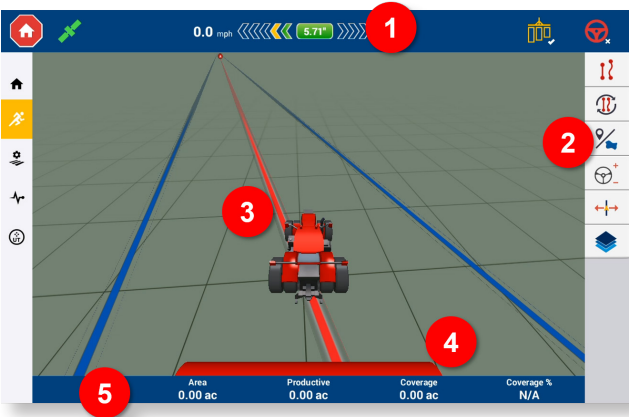 0.0 mph
5.71"
1
2
3
4
5
UT
Area
0.00 ac
Productive
0.00 ac
Coverage
0.00 ac
Coverage %
N/A